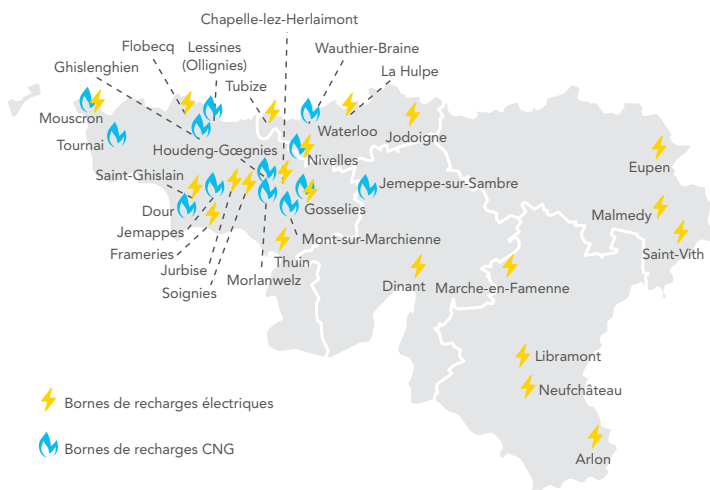 Chapelle-lez-Herlaimont
Flobecq
Lessines
(Ollignies)
Wauthier-Braine
Ghislenghien
Tubize
La Hulpe
Mouscron
Waterloo
Jodoigne
Tournai
Houdeng-Gœgnies
Nivelles
Eupen
Saint-Ghislain
Jemeppe-sur-Sambre
Dour
Gosselies
Malmedy
Jemappes
Mont-sur-Marchienne
Saint-Vith
Frameries
Thuin
Jurbise
Morlanwelz
Soignies
Dinant
Marche-en-Famenne
Libramont
Neufchâteau
Bornes de recharges électriques
Bornes de recharges CNG
Arlon